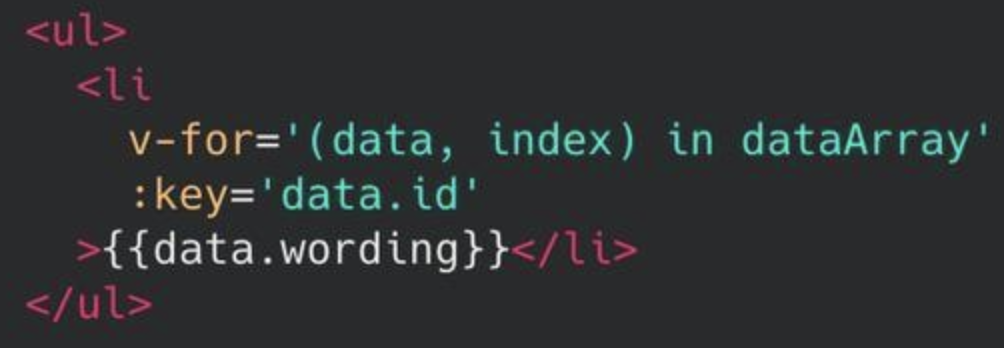 <ul>
  <li
    v-for='(data, index) in dataArray'
    :key='data.id'
  >{{data.wording}}</li>
</ul>